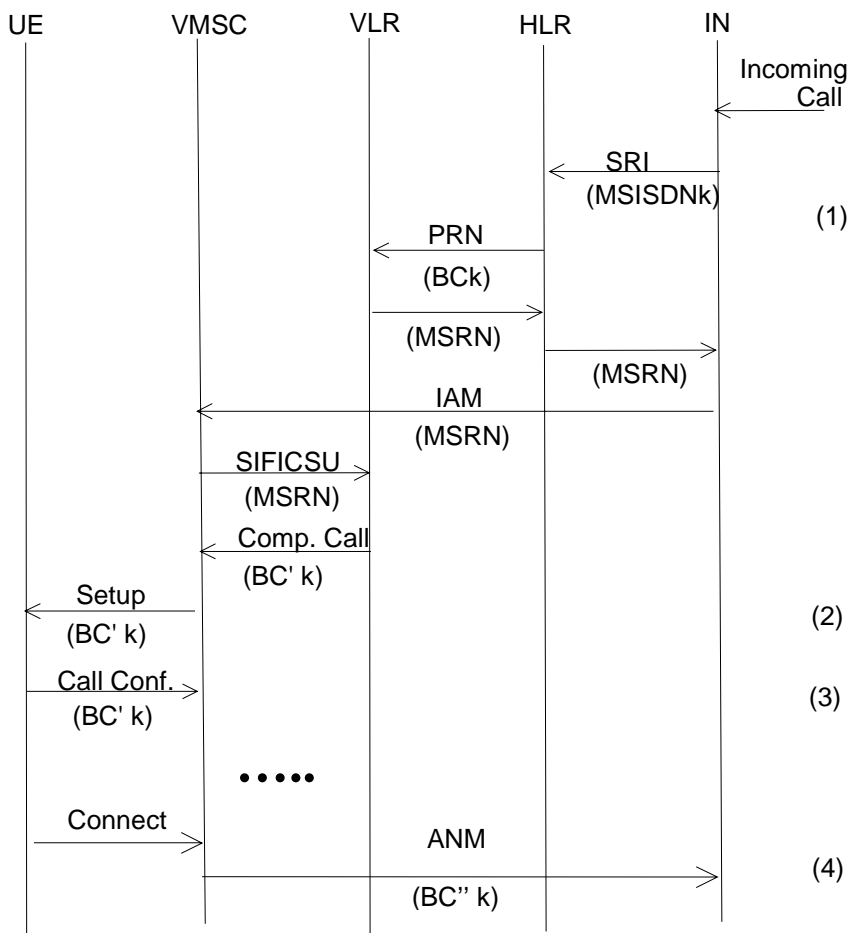 UE VMSC VLR HLR IN
Incoming
Call
SRI
(MSISDNk)
(1)
PRN
(BCk)
(MSRN)
(MSRN)
IAM
(MSRN)
SIFICSU
(MSRN)
Comp. Call
(BC' k)
Setup
(BC' k)
(2)
Call Conf.
(BC' k)
(3)
•••••
Connect
ANM
(BC'' k)
(4)